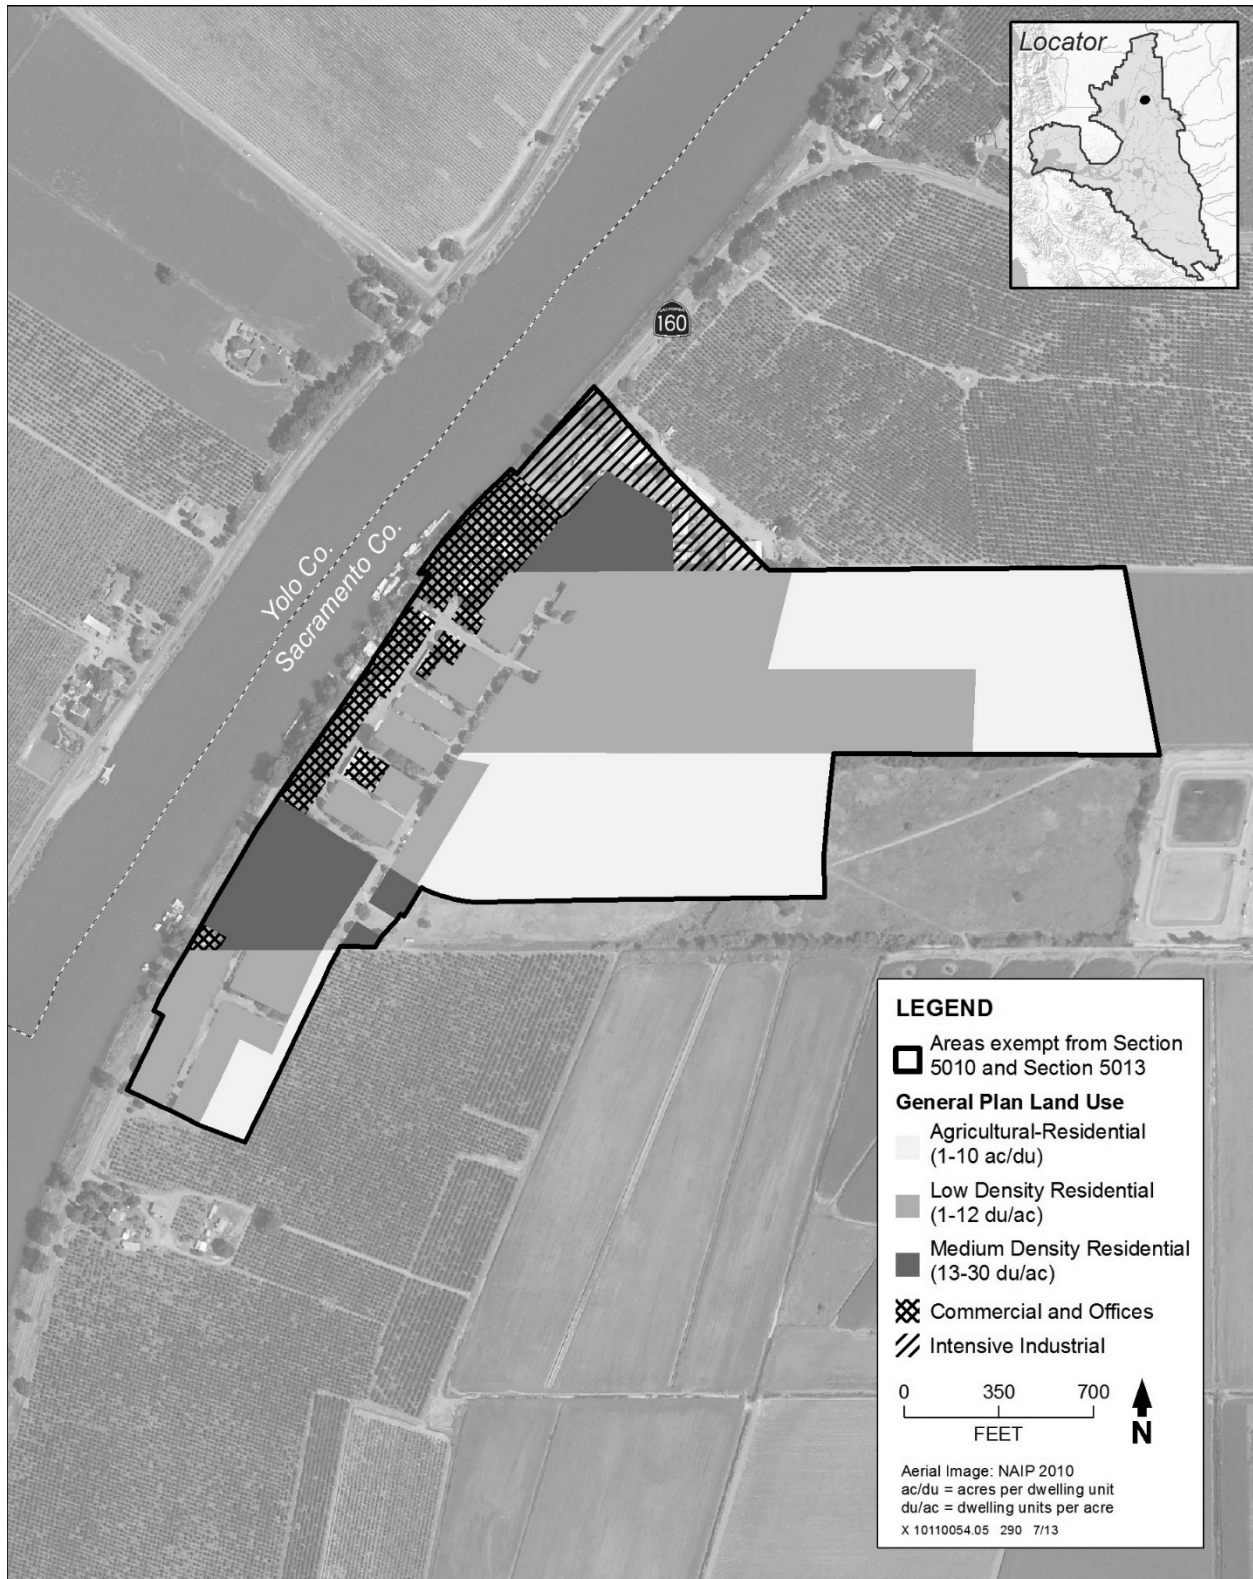 Locator
CALIFORNIA
160
Yolo Co.
Sacramento Co.
LEGEND
Areas exempt from Section
5010 and Section 5013
General Plan Land Use
Agricultural-Residential
(1-10 ac/du)
Low Density Residential
(1-12 du/ac)
Medium Density Residential
(13-30 du/ac)
Commercial and Offices
Intensive Industrial
0 350 700
FEET
N
Aerial Image: NAIP 2010
ac/du = acres per dwelling unit
du/ac = dwelling units per acre
X 10110054.05 290 7/13